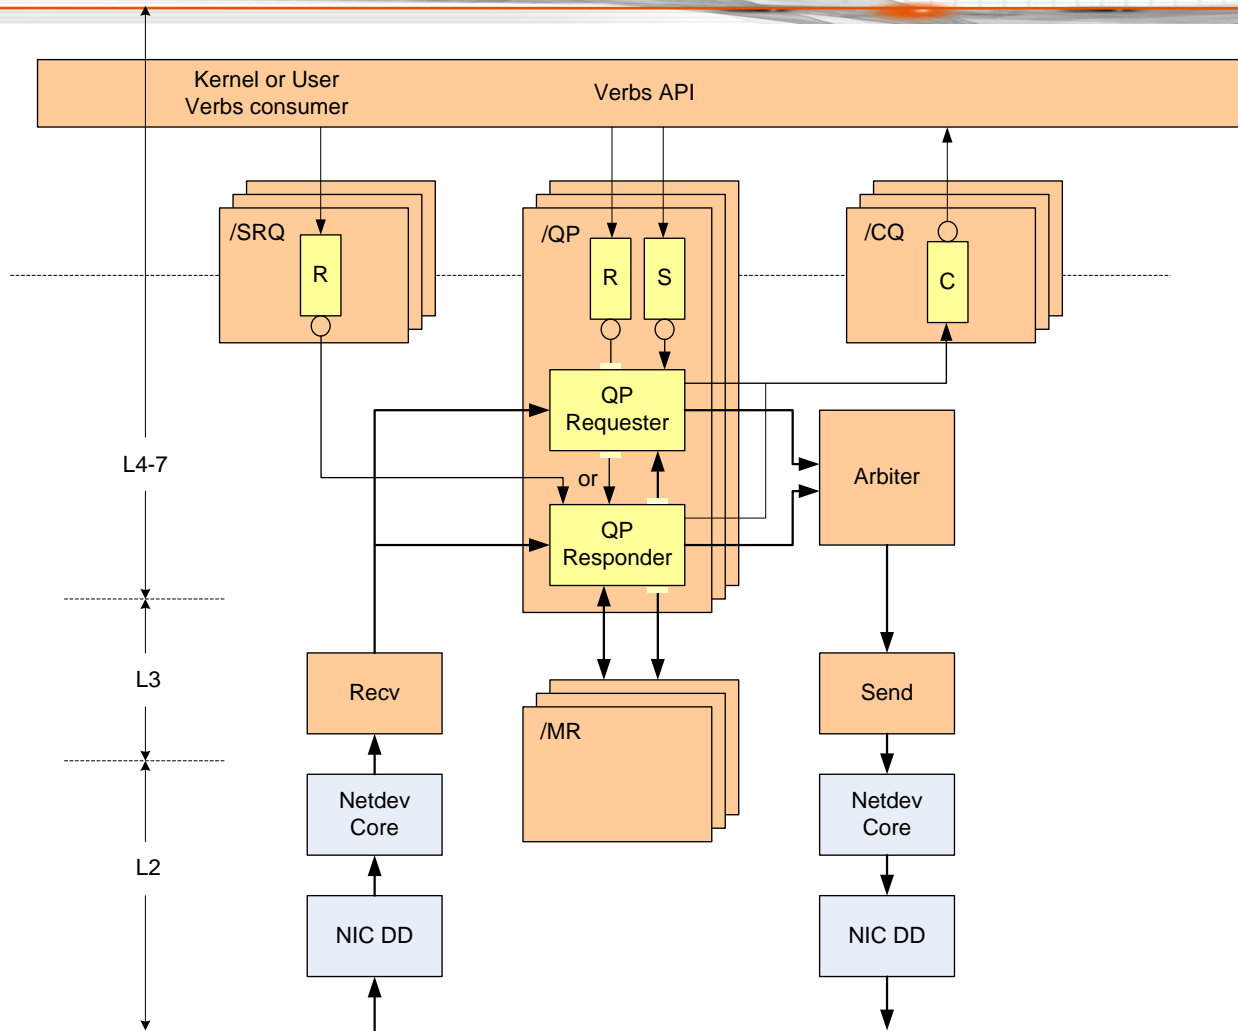 Kernel or User
Verbs consumer
Verbs API
/SRQ
R
/QP
R
S
/CQ
C
QP
Requester
L4-7
or
Arbiter
QP
Responder
L3
Recv
/MR
Send
Netdev
Core
Netdev
Core
L2
NIC DD
NIC DD